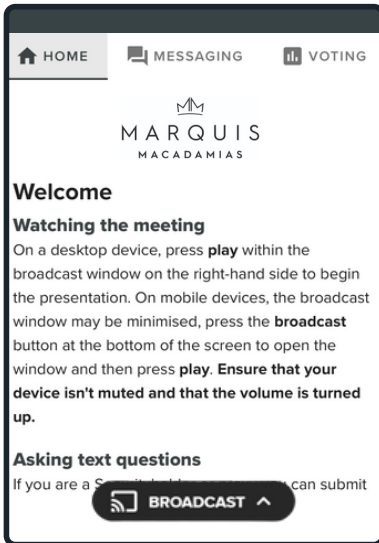 HOME MESSAGING VOTING
MARQUIS
MACADAMIAS
Welcome
Watching the meeting
On a desktop device, press play within the
broadcast window on the right-hand side to begin
the presentation. On mobile devices, the broadcast
window may be minimised, press the broadcast
button at the bottom of the screen to open the
window and then press play. Ensure that your
device isn't muted and that the volume is turned
up.
Asking text questions
If you are a can submit
BROADCAST